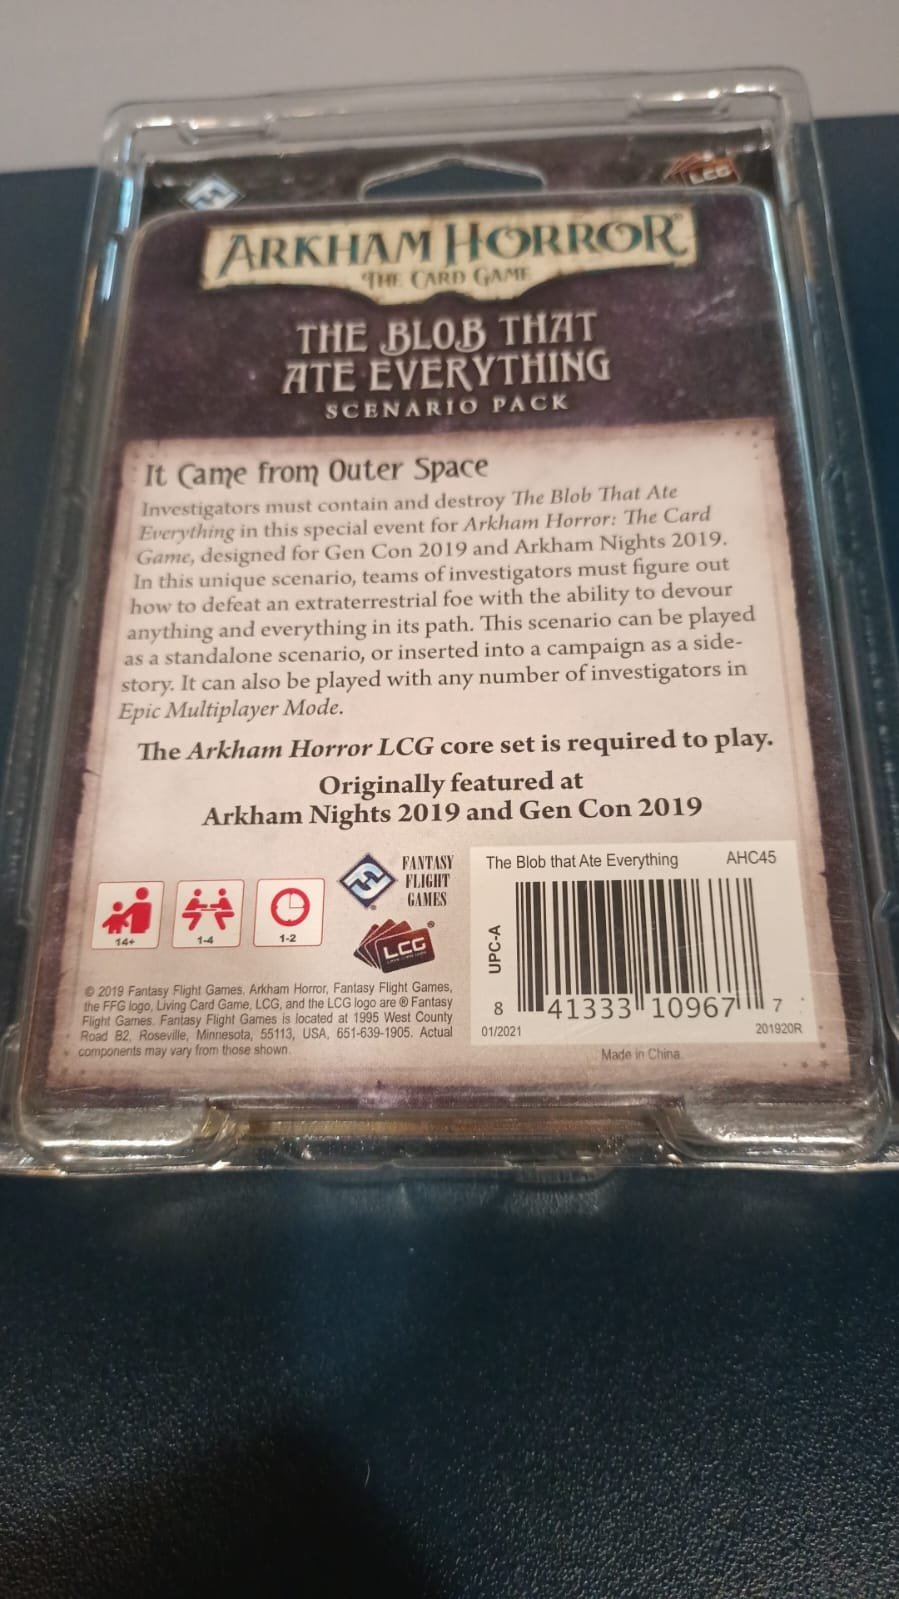 LCG
ARKHAM HORROR®
THE CARD GAME
THE BLOB THAT
ATE EVERYTHING
SCENARIO PACK
It Came from Outer Space
Investigators must contain and destroy The Blob That Ate
Everything in this special event for Arkham Horror: The Card
Game, designed for Gen Con 2019 and Arkham Nights 2019.
In this unique scenario, teams of investigators must figure out
how to defeat an extraterrestrial foe with the ability to devour
anything and everything in its path. This scenario can be played
as a standalone scenario, or inserted into a campaign as a side-
story. It can also be played with any number of investigators in
Epic Multiplayer Mode.
The Arkham Horror LCG core set is required to play.
Originally featured at
Arkham Nights 2019 and Gen Con 2019
14+
1-4
1-2
FANTASY
FLIGHT
GAMES
LCG®
The Blob that Ate Everything AHC45
UPC-A
8 41333 10967 7
01/2021 201920R
© 2019 Fantasy Flight Games. Arkham Horror, Fantasy Flight Games,
the FFG logo, Living Card Game, LCG, and the LCG logo are ® Fantasy
Flight Games. Fantasy Flight Games is located at 1995 West County
Road B2, Roseville, Minnesota, 55113, USA, 651-639-1905. Actual
components may vary from those shown.
Made in China.